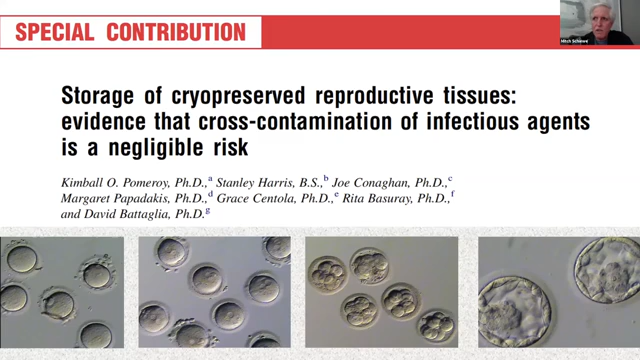 SPECIAL CONTRIBUTION
Mitch Schiewe
Storage of cryopreserved reproductive tissues:
evidence that cross-contamination of infectious agents
is a negligible risk
Kimball O. Pomeroy, Ph.D.,a Stanley Harris, B.S.,b Joe Conaghan, Ph.D.,c
Margaret Papadakis, Ph.D.,d Grace Centola, Ph.D.,e Rita Basuray, Ph.D.,f
and David Battaglia, Ph.D.g